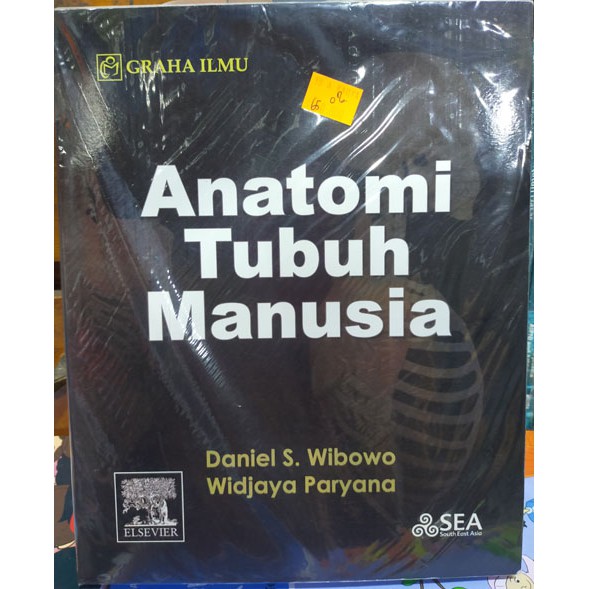 GRAHA ILMU
Anatomi
Tubuh
Manusia
Daniel S. Wibowo
Widjaya Paryana
ELSEVIER
SEA
South East Asia